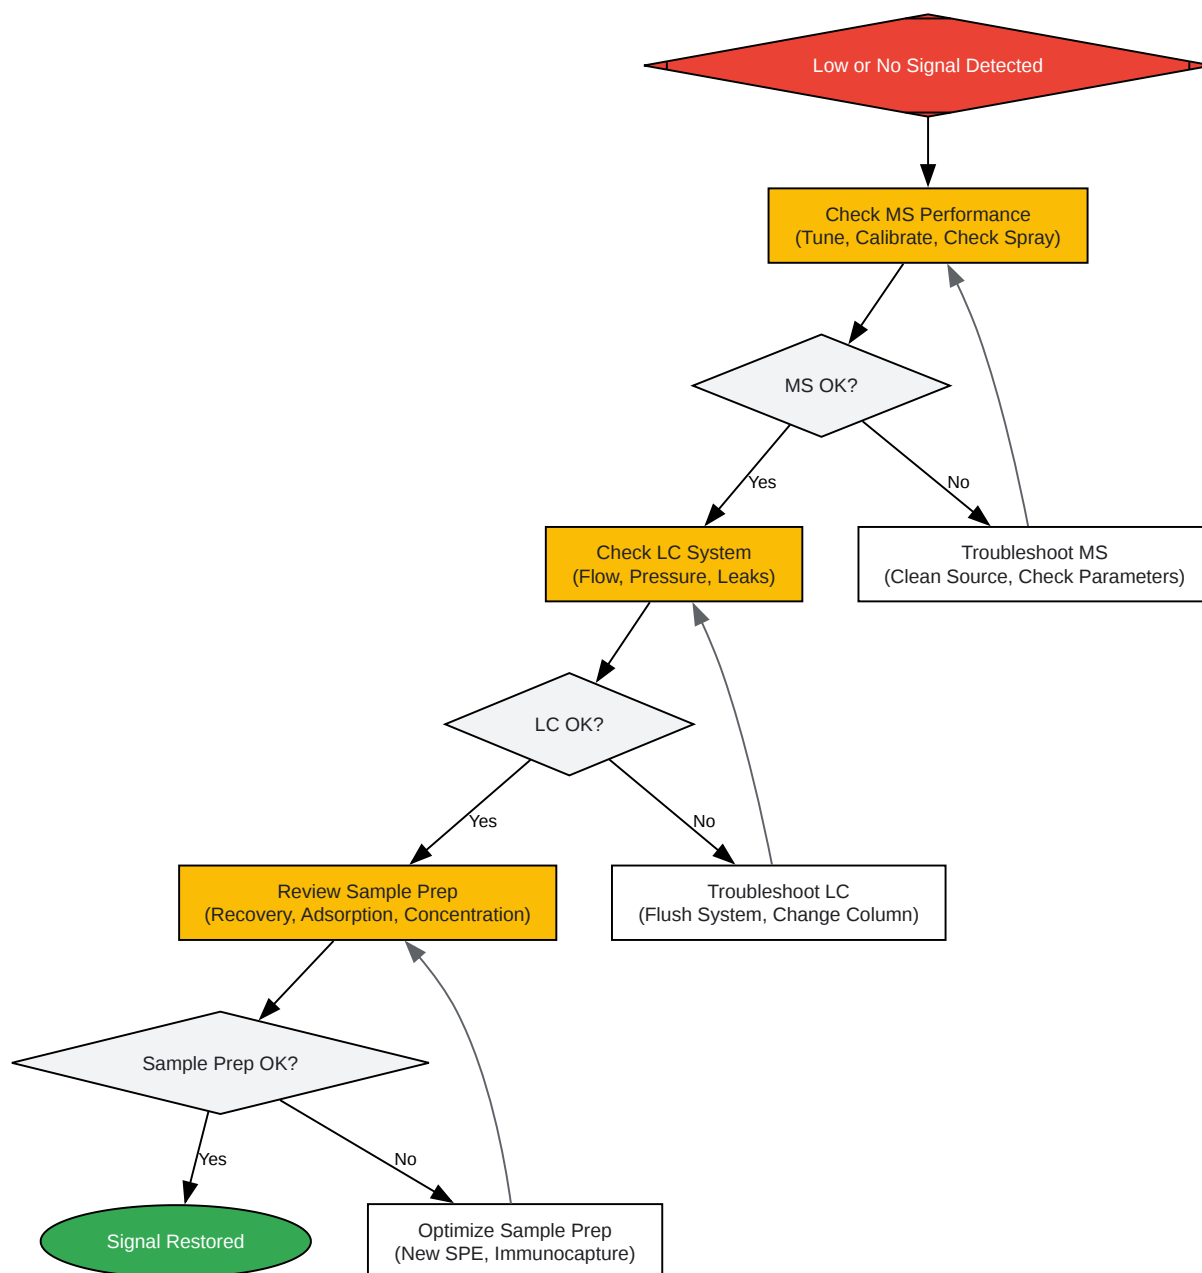 Low or No Signal Detected
Check MS Performance
(Tune, Calibrate, Check Spray)
MS OK?
Yes
No
Check LC System
(Flow, Pressure, Leaks)
Troubleshoot MS
(Clean Source, Check Parameters)
LC OK?
Yes
No
Review Sample Prep
(Recovery, Adsorption, Concentration)
Troubleshoot LC
(Flush System, Change Column)
Sample Prep OK?
Yes
No
Signal Restored
Optimize Sample Prep
(New SPE, Immunocapture)